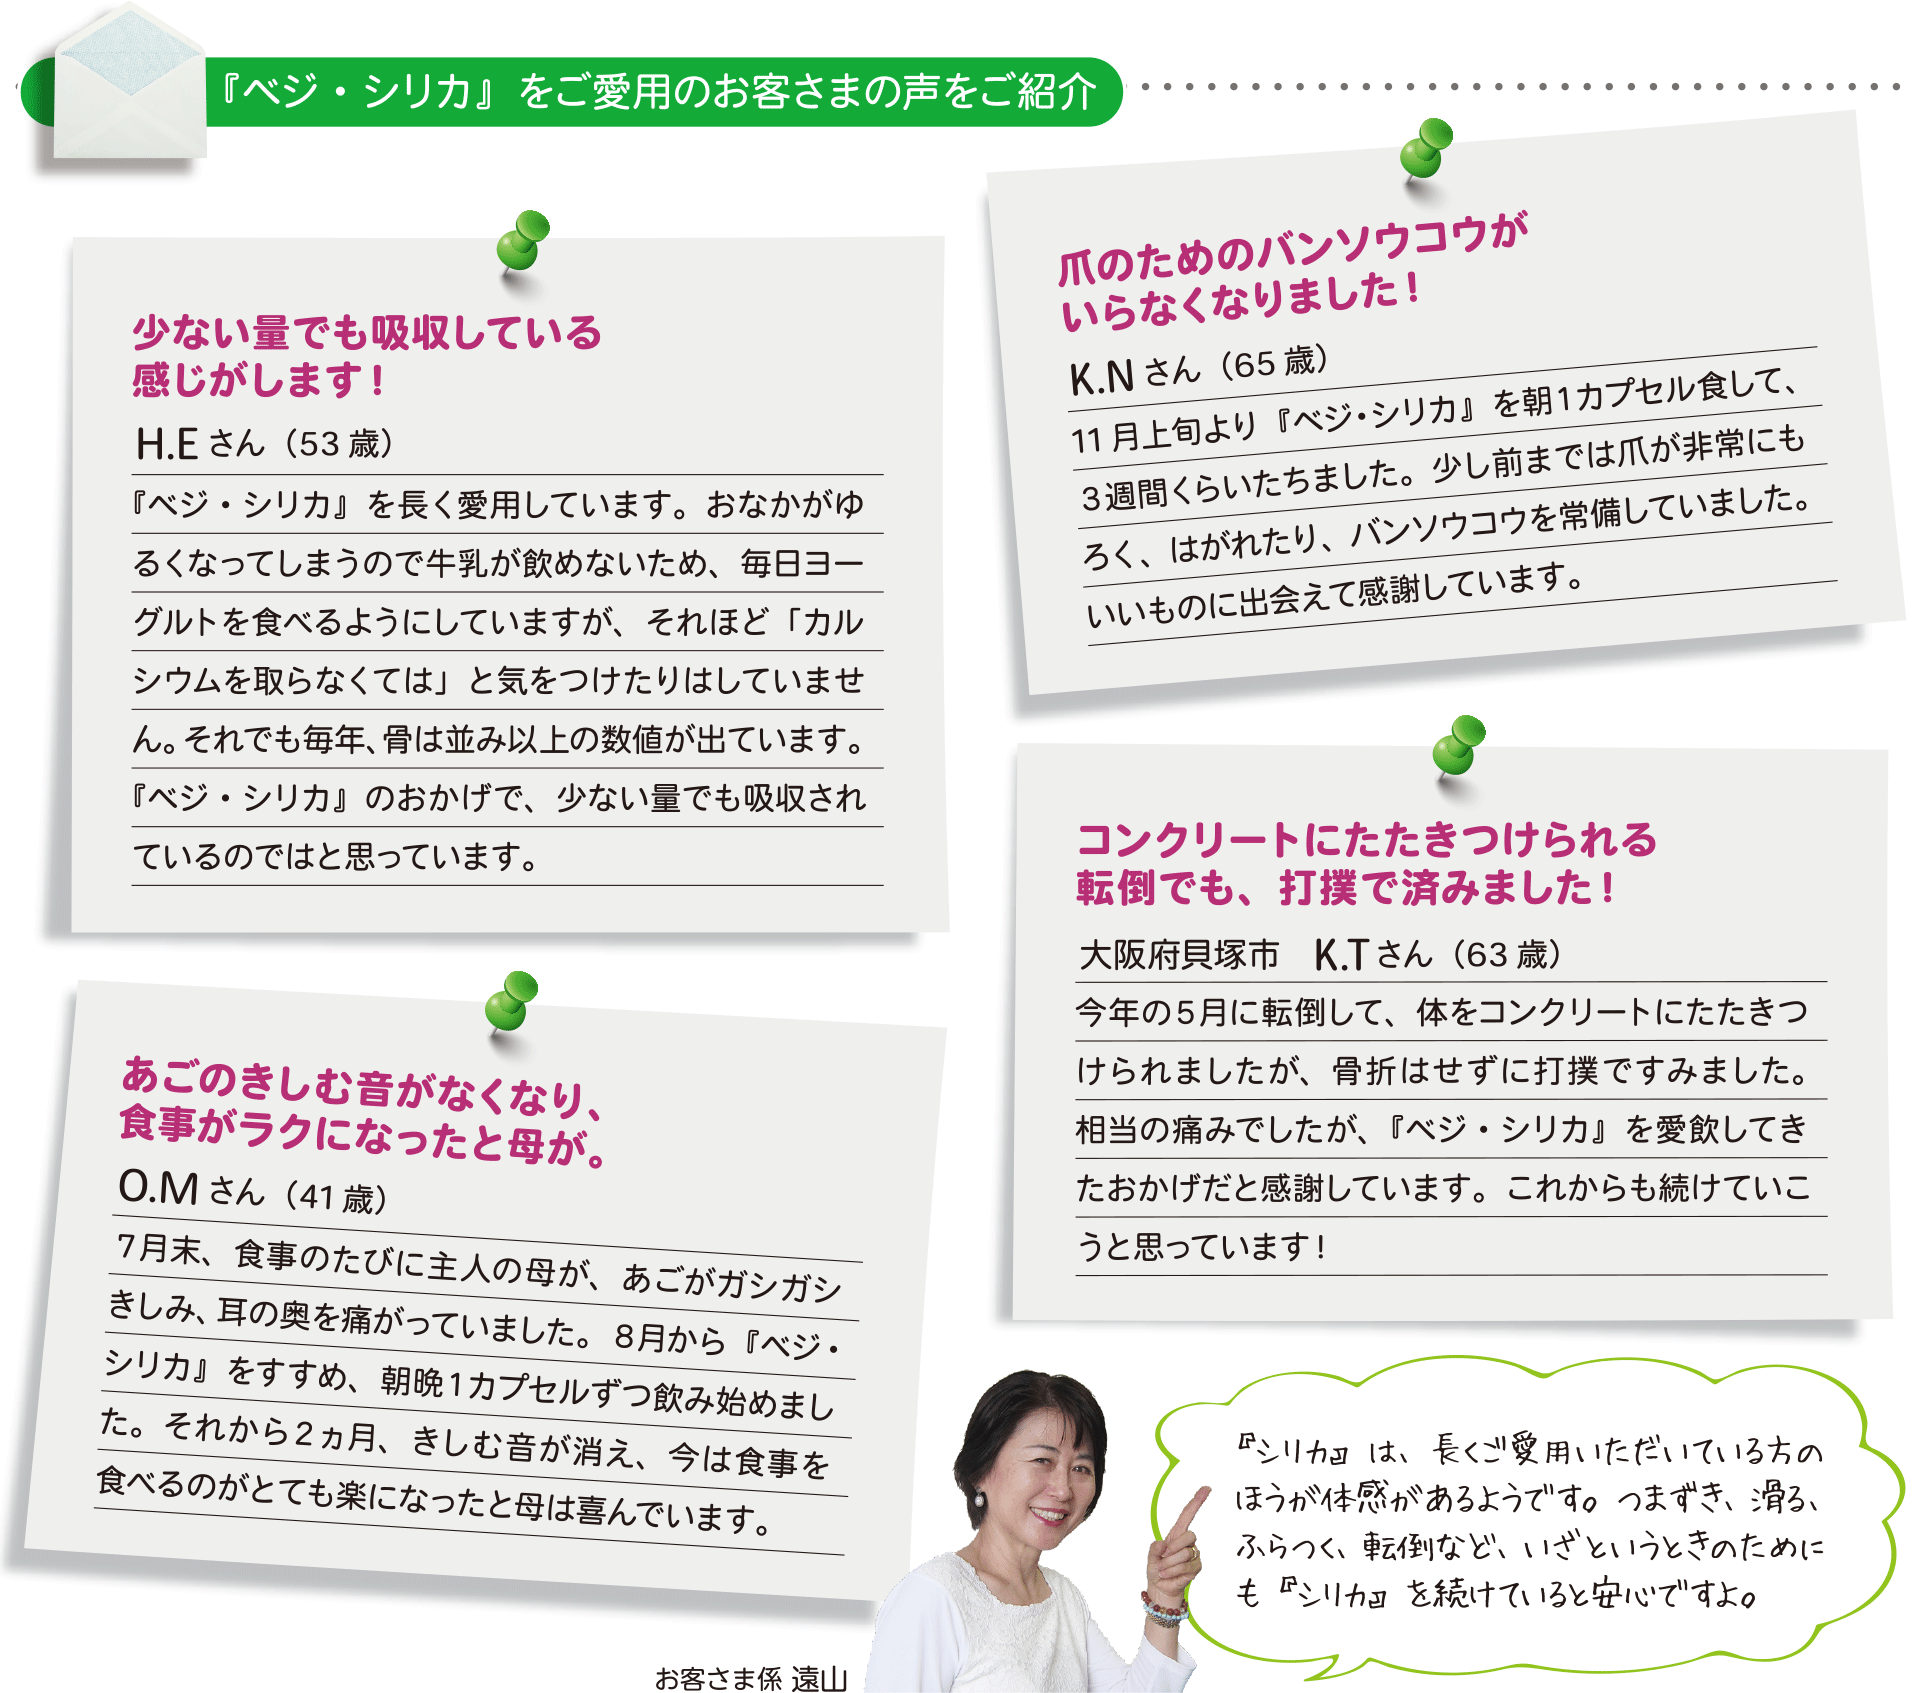 『ベジ・シリカ』をご愛用のお客さまの声をご紹介
少ない量でも吸収している
感じがします！
H.E さん（53 歳）
『ベジ・シリカ』を長く愛用しています。おなかがゆ
るくなってしまうので牛乳が飲めないため、毎日ヨー
グルトを食べるようにしていますが、それほど「カル
シウムを取らなくては」と気をつけたりはしていませ
ん。それでも毎年、骨は並み以上の数値が出ています。
『ベジ・シリカ』のおかげで、少ない量でも吸収され
ているのではと思っています。
爪のためのバンソウコウが
いらなくなりました！
K.N さん（65 歳）
11 月上旬より『ベジ・シリカ』を朝1カプセル食して、
3週間くらいたちました。少し前までは爪が非常にも
ろく、はがれたり、バンソウコウを常備していました。
いいものに出会えて感謝しています。
コンクリートにたたきつけられる
転倒でも、打撲で済みました！
大阪府貝塚市　K.T さん（63 歳）
今年の5月に転倒して、体をコンクリートにたたきつ
けられましたが、骨折はせずに打撲ですみました。
相当の痛みでしたが、『ベジ・シリカ』を愛飲してき
たおかげだと感謝しています。これからも続けていこ
うと思っています！
あごのきしむ音がなくなり、
食事がラクになったと母が。
O.M さん（41 歳）
7月末、食事のたびに主人の母が、あごがガシガシ
きしみ、耳の奥を痛がっていました。8月から『ベジ・
シリカ』をすすめ、朝晩1カプセルずつ飲み始めまし
た。それから2ヵ月、きしむ音が消え、今は食事を
食べるのがとても楽になったと母は喜んでいます。
『シリカ』は、長くご愛用いただいている方の
ほうが体感があるようです。つまずき、滑る、
ふらつく、転倒など、いざというときのために
も『シリカ』を続けていると安心ですよ。
お客さま係 遠山